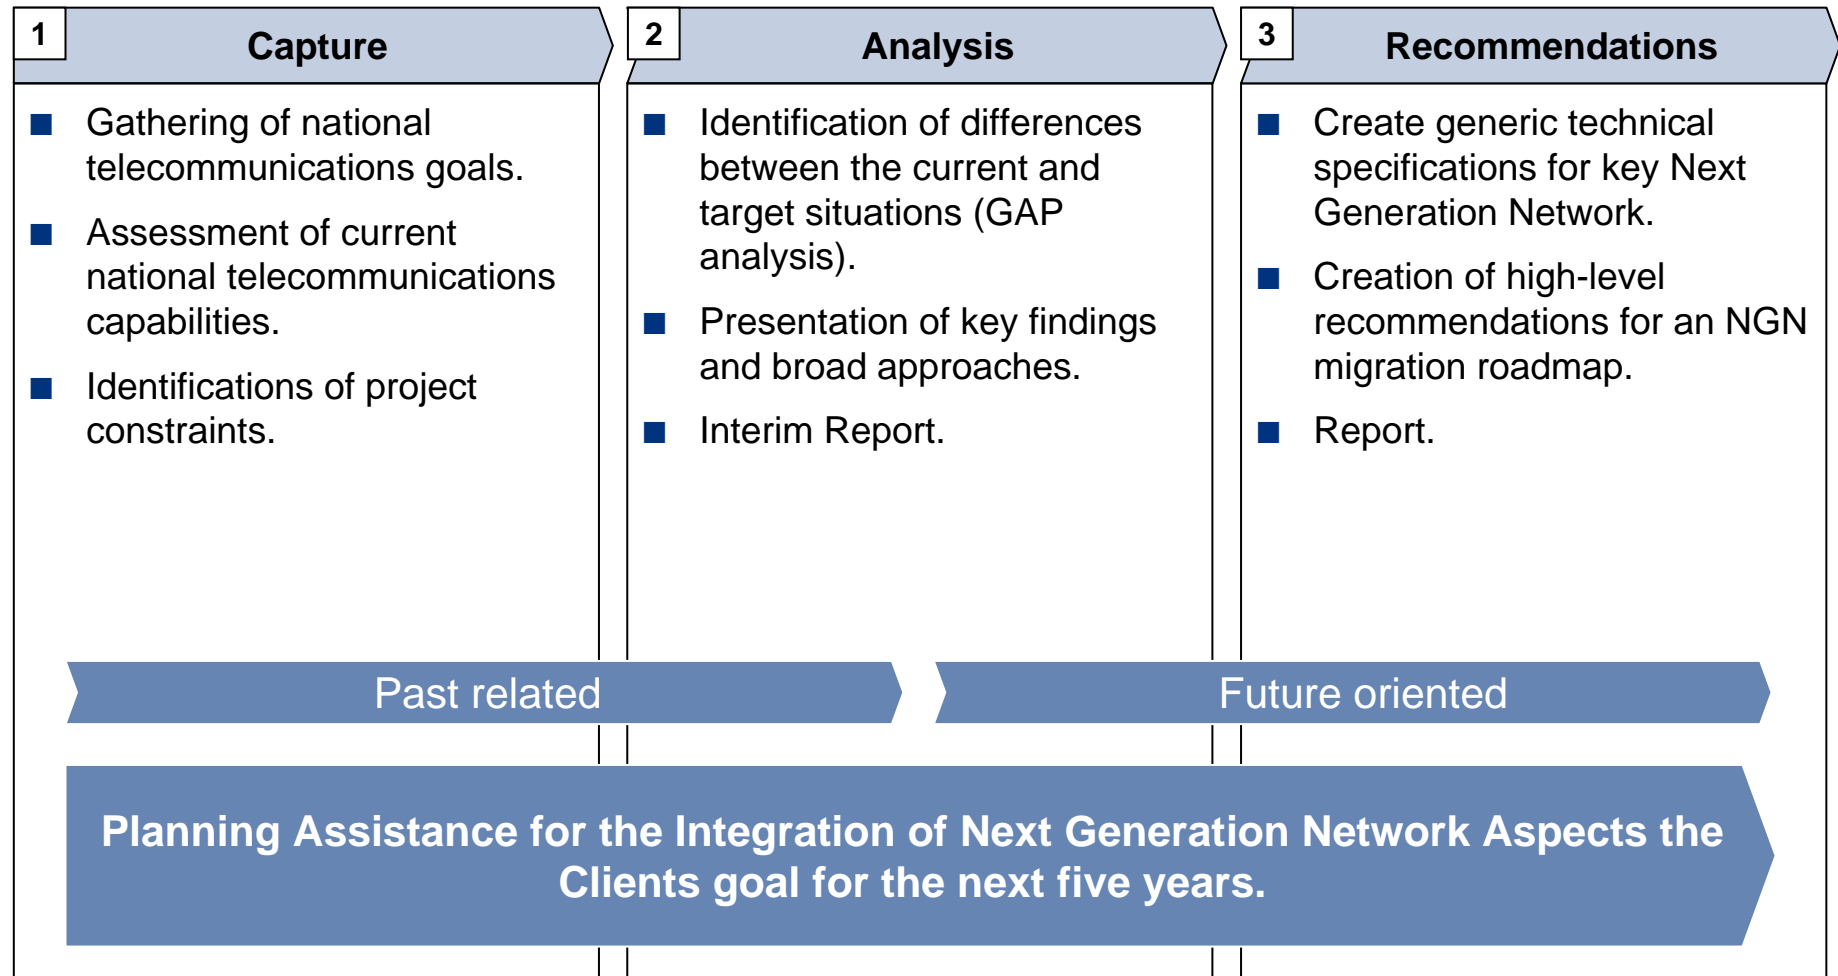 1
Capture
Gathering of national
telecommunications goals.
Assessment of current
national telecommunications
capabilities.
Identifications of project
constraints.
2
Analysis
Identification of differences
between the current and
target situations (GAP
analysis).
Presentation of key findings
and broad approaches.
Interim Report.
3
Recommendations
Create generic technical
specifications for key Next
Generation Network.
Creation of high-level
recommendations for an NGN
migration roadmap.
Report.
Past related
Future oriented
Planning Assistance for the Integration of Next Generation Network Aspects the
Clients goal for the next five years.